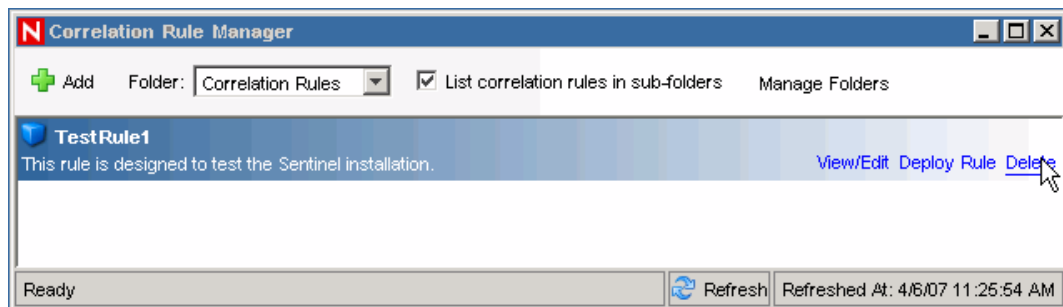 N Correlation Rule Manager
Add Folder: Correlation Rules List correlation rules in sub-folders Manage Folders
TestRule1
This rule is designed to test the Sentinel installation. View/Edit Deploy Rule Delete
Ready Refresh Refreshed At: 4/6/07 11:25:54 AM